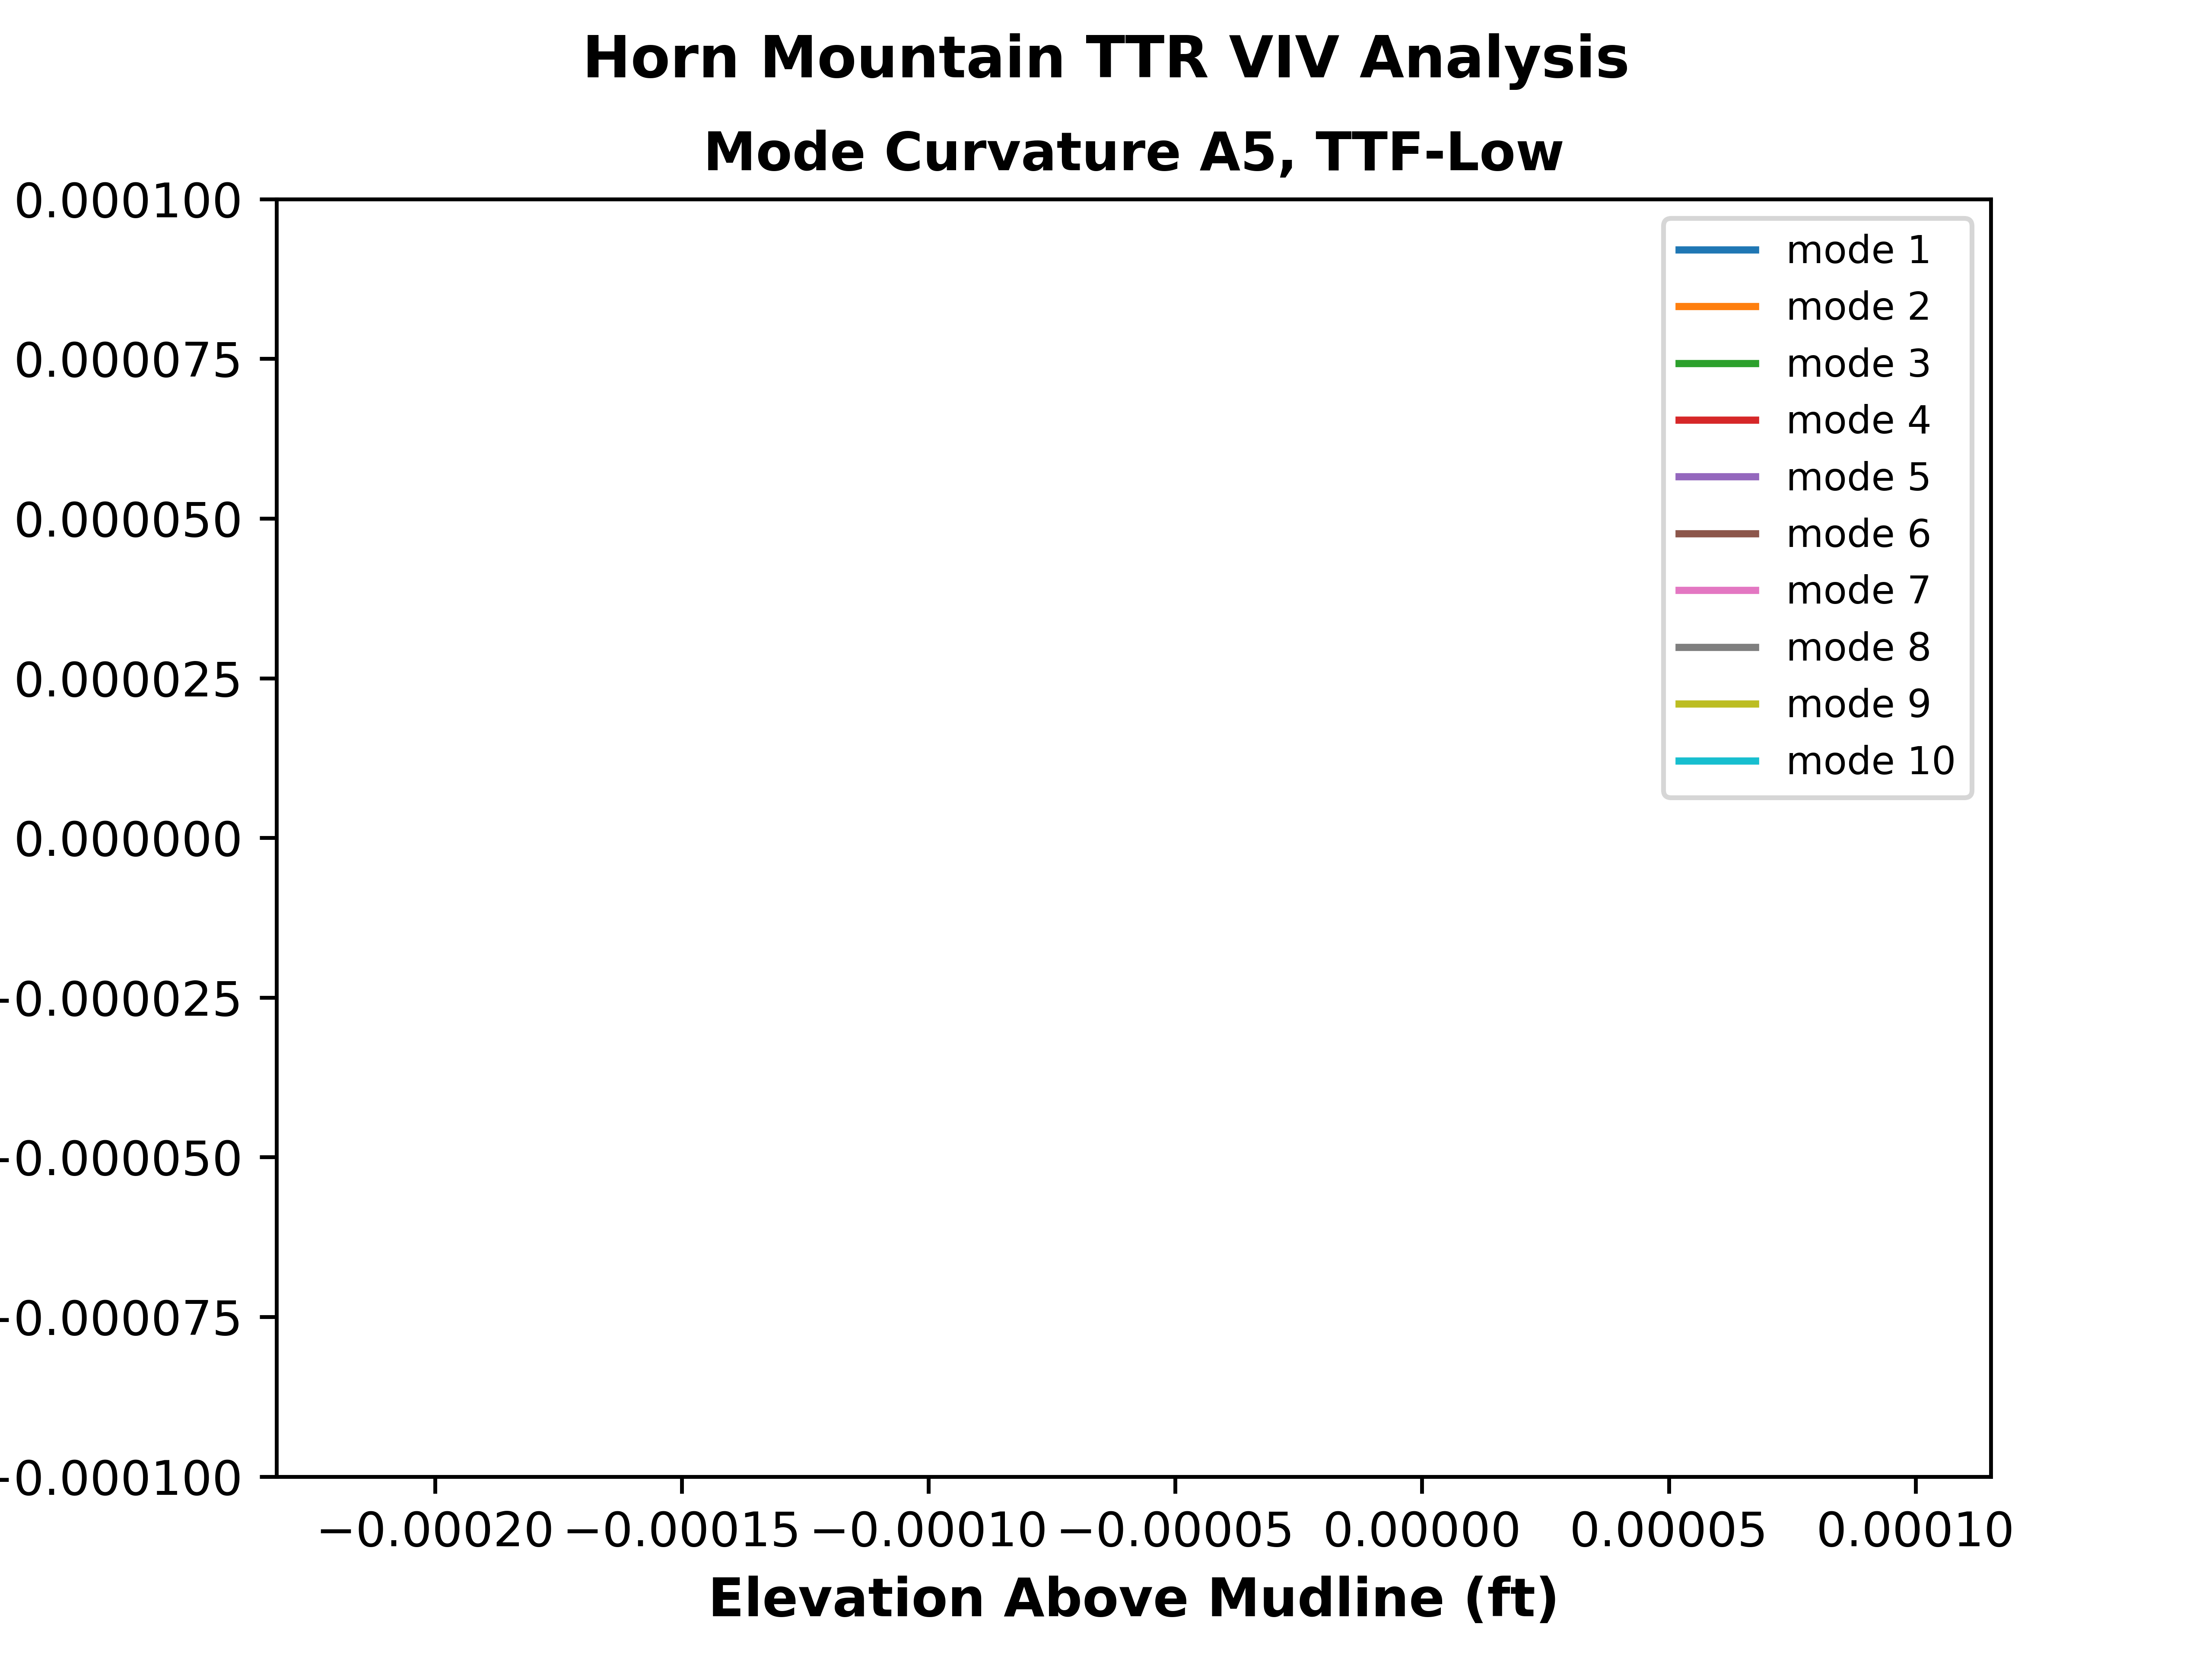 Horn Mountain TTR VIV Analysis
Mode Curvature A5, TTF-Low
0.000100
0.000075
0.000050
0.000025
0.000000
-0.000025
-0.000050
-0.000075
-0.000100
mode 1
mode 2
mode 3
mode 4
mode 5
mode 6
mode 7
mode 8
mode 9
mode 10
−0.00020 −0.00015 −0.00010 −0.00005 0.00000 0.00005 0.00010
Elevation Above Mudline (ft)